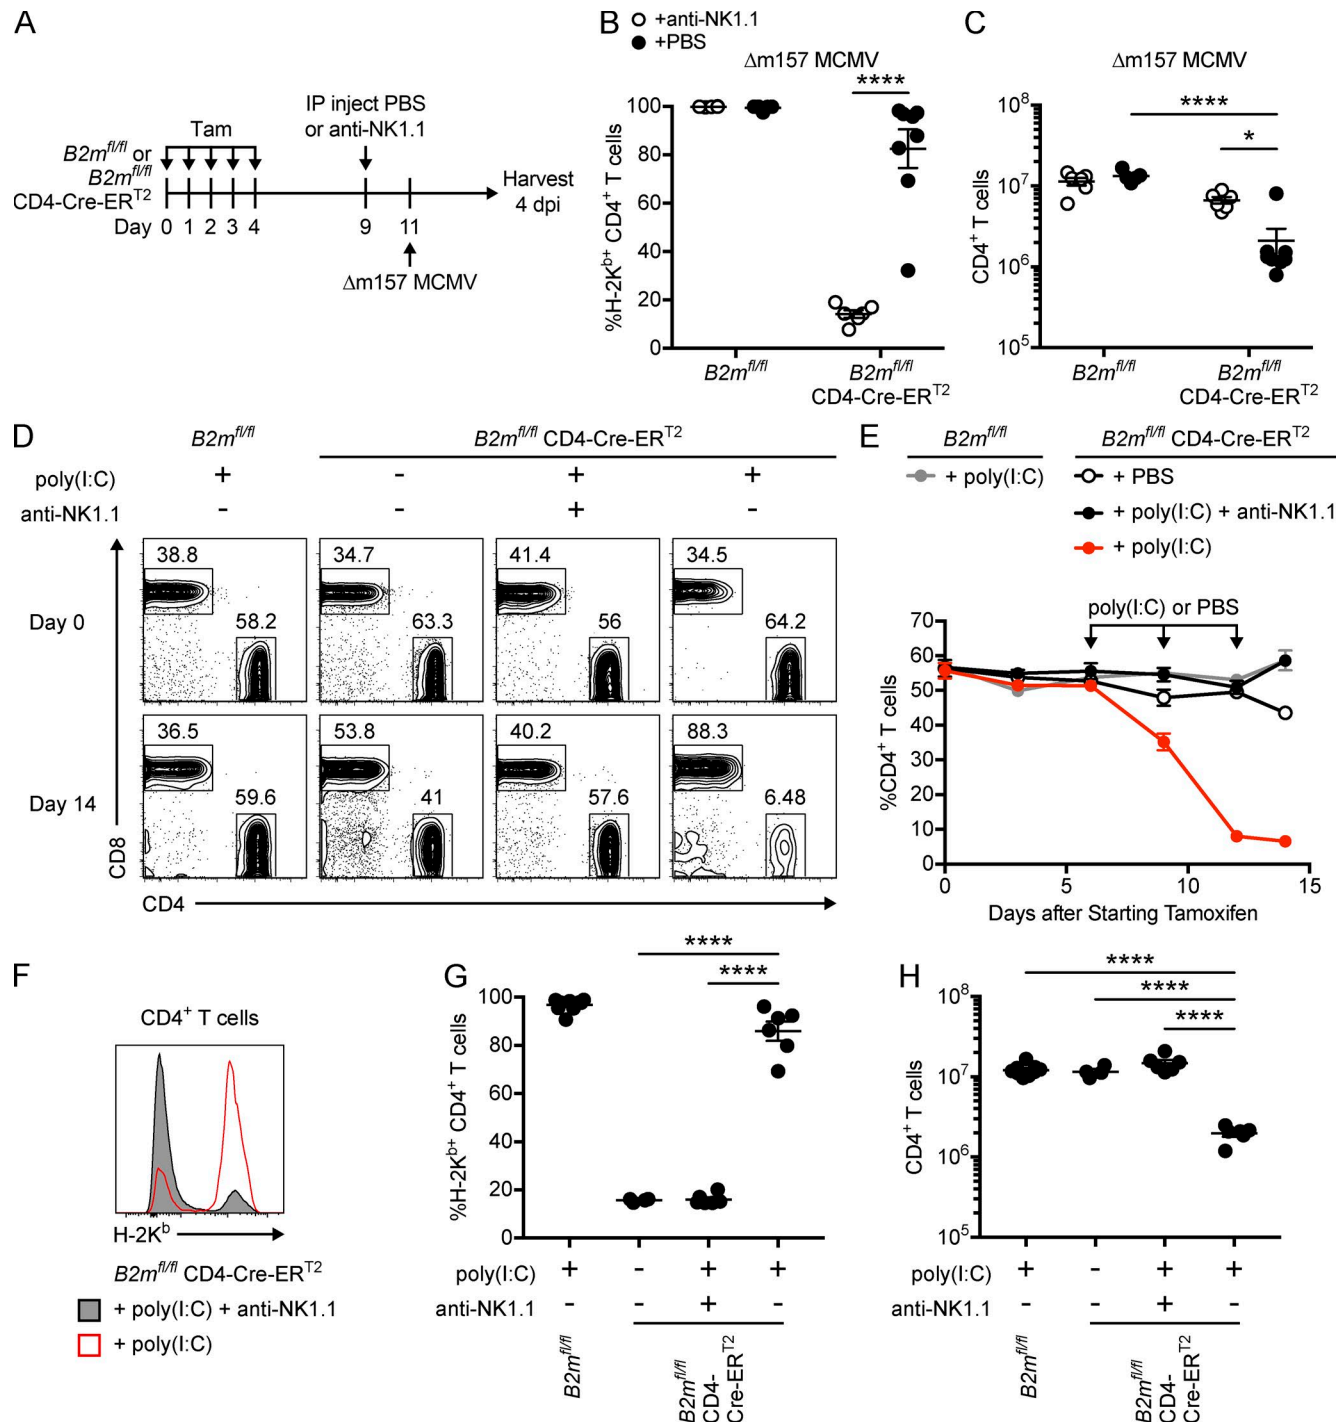 A
Tam
IP inject PBS
or anti-NK1.1
B2m^fl/fl or
B2m^fl/fl
CD4-Cre-ER^T2
Harvest
4 dpi
Day 0 1 2 3 4 9 11
Δm157 MCMV
B
+anti-NK1.1
+PBS
Δm157 MCMV
****
%H-2K^b+ CD4^+ T cells
100
80
60
40
20
0
B2m^fl/fl
B2m^fl/fl
CD4-Cre-ER^T2
C
Δm157 MCMV
****
*
CD4^+ T cells
10^8
10^7
10^6
10^5
B2m^fl/fl
B2m^fl/fl
CD4-Cre-ER^T2
D
B2m^fl/fl
B2m^fl/fl CD4-Cre-ER^T2
poly(I:C) + - + +
anti-NK1.1 - - + -
Day 0
38.8 34.7 41.4 34.5
58.2 63.3 56 64.2
Day 14
36.5 53.8 40.2 88.3
59.6 41 57.6 6.48
CD8
CD4
E
B2m^fl/fl
B2m^fl/fl CD4-Cre-ER^T2
+ poly(I:C)
+ PBS
+ poly(I:C) + anti-NK1.1
+ poly(I:C)
poly(I:C) or PBS
%CD4^+ T cells
70
60
50
40
30
20
10
0
0 5 10 15
Days after Starting Tamoxifen
F
CD4^+ T cells
H-2K^b
B2m^fl/fl CD4-Cre-ER^T2
+ poly(I:C) + anti-NK1.1
+ poly(I:C)
G
****
****
%H-2K^b+ CD4^+ T cells
100
80
60
40
20
0
poly(I:C) + - + +
anti-NK1.1 - - + -
B2m^fl/fl
B2m^fl/fl
CD4-
Cre-ER^T2
H
****
****
****
CD4^+ T cells
10^8
10^7
10^6
10^5
poly(I:C) + - + +
anti-NK1.1 - - + -
B2m^fl/fl
B2m^fl/fl
CD4-
Cre-ER^T2